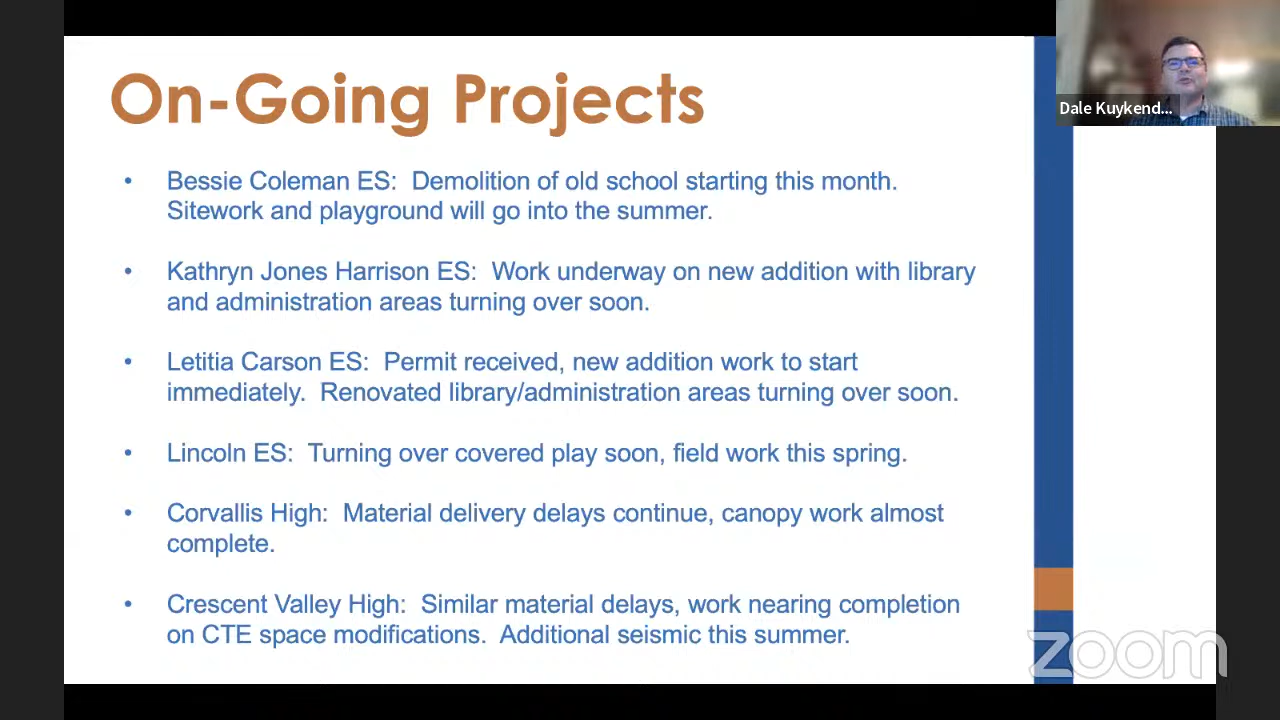 On-Going Projects
Dale Kuykend...
• Bessie Coleman ES:  Demolition of old school starting this month.
Sitework and playground will go into the summer.
• Kathryn Jones Harrison ES:  Work underway on new addition with library
and administration areas turning over soon.
• Letitia Carson ES:  Permit received, new addition work to start
immediately.  Renovated library/administration areas turning over soon.
• Lincoln ES:  Turning over covered play soon, field work this spring.
• Corvallis High:  Material delivery delays continue, canopy work almost
complete.
• Crescent Valley High:  Similar material delays, work nearing completion
on CTE space modifications.  Additional seismic this summer.
zoom